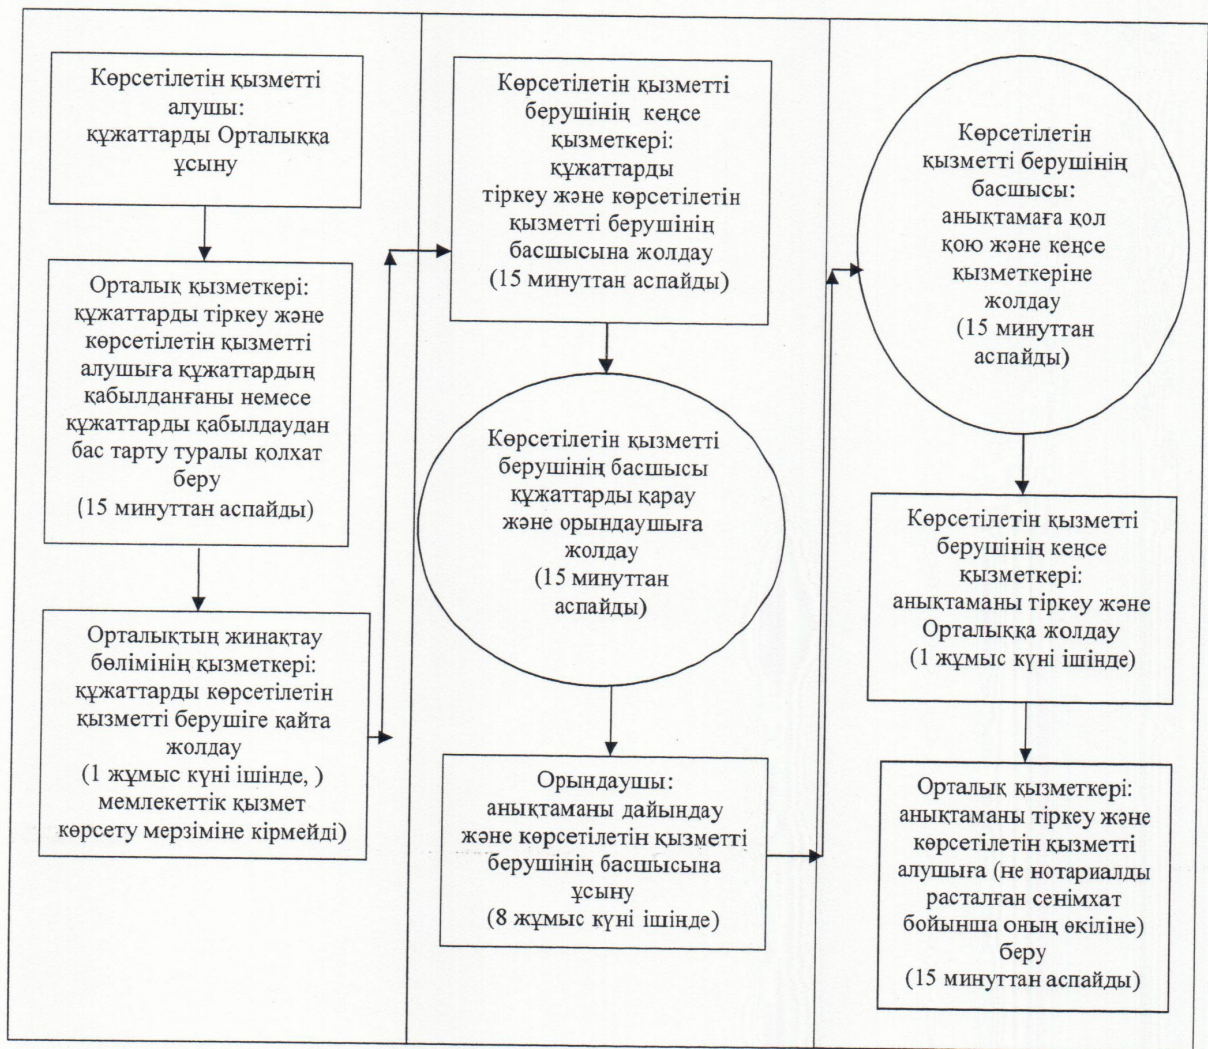 Көрсетілетін қызметті
алушы:
құжаттарды Орталыққа
ұсыну
Орталық қызметкері:
құжаттарды тіркеу және
көрсетілетін қызметті
алушыға құжаттардың
қабылданғаны немесе
құжаттарды қабылдаудан
бас тарту туралы қолхат
беру
(15 минуттан аспайды)
Орталықтың жинақтау
бөлімінің қызметкері:
құжаттарды көрсетілетін
қызметті берушіге қайта
жолдау
(1 жұмыс күні ішінде, )
мемлекеттік қызмет
көрсету мерзіміне кірмейді)
Көрсетілетін қызметті
берушінің кеңсе
қызметкері:
құжаттарды
тіркеу және көрсетілетін
қызметті берушінің
басшысына жолдау
(15 минуттан аспайды)
Көрсетілетін қызметті
берушінің басшысы
құжаттарды қарау
және орындаушыға
жолдау
(15 минуттан
аспайды)
Орындаушы:
анықтаманы дайындау
және көрсетілетін қызметті
берушінің басшысына
ұсыну
(8 жұмыс күні ішінде)
Көрсетілетін
қызметті берушінің
басшысы:
анықтамаға қол
қою және кеңсе
қызметкеріне
жолдау
(15 минуттан
аспайды)
Көрсетілетін қызметті
берушінің кеңсе
қызметкері:
анықтаманы тіркеу және
Орталыққа жолдау
(1 жұмыс күні ішінде)
Орталық қызметкері:
анықтаманы тіркеу және
көрсетілетін қызметті
алушыға (не нотариалды
расталған сенімхат
бойынша оның өкіліне)
беру
(15 минуттан аспайды)